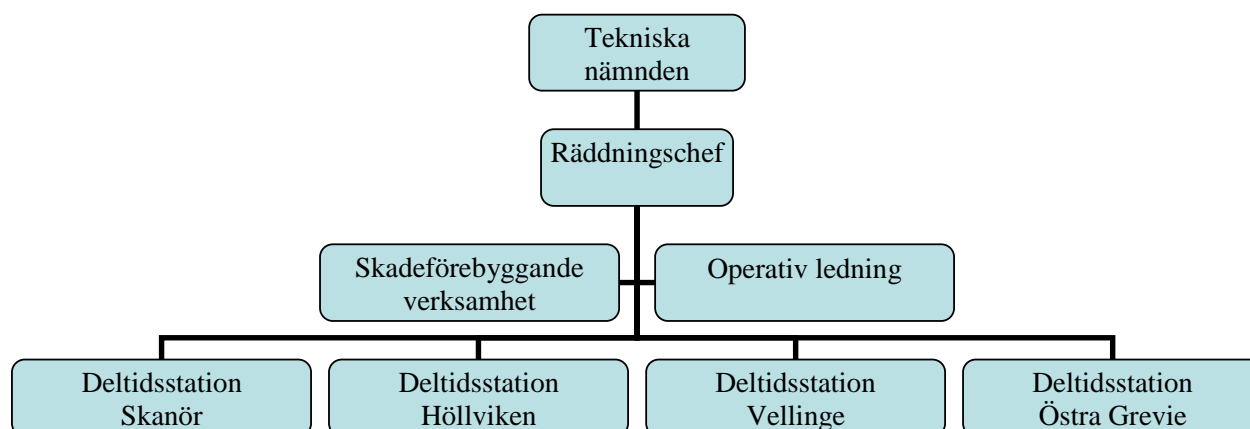 Tekniska
nämnden
Räddningschef
Skadeförebyggande
verksamhet
Operativ ledning
Deltidsstation
Skanör
Deltidsstation
Höllviken
Deltidsstation
Vellinge
Deltidsstation
Östra Grevie